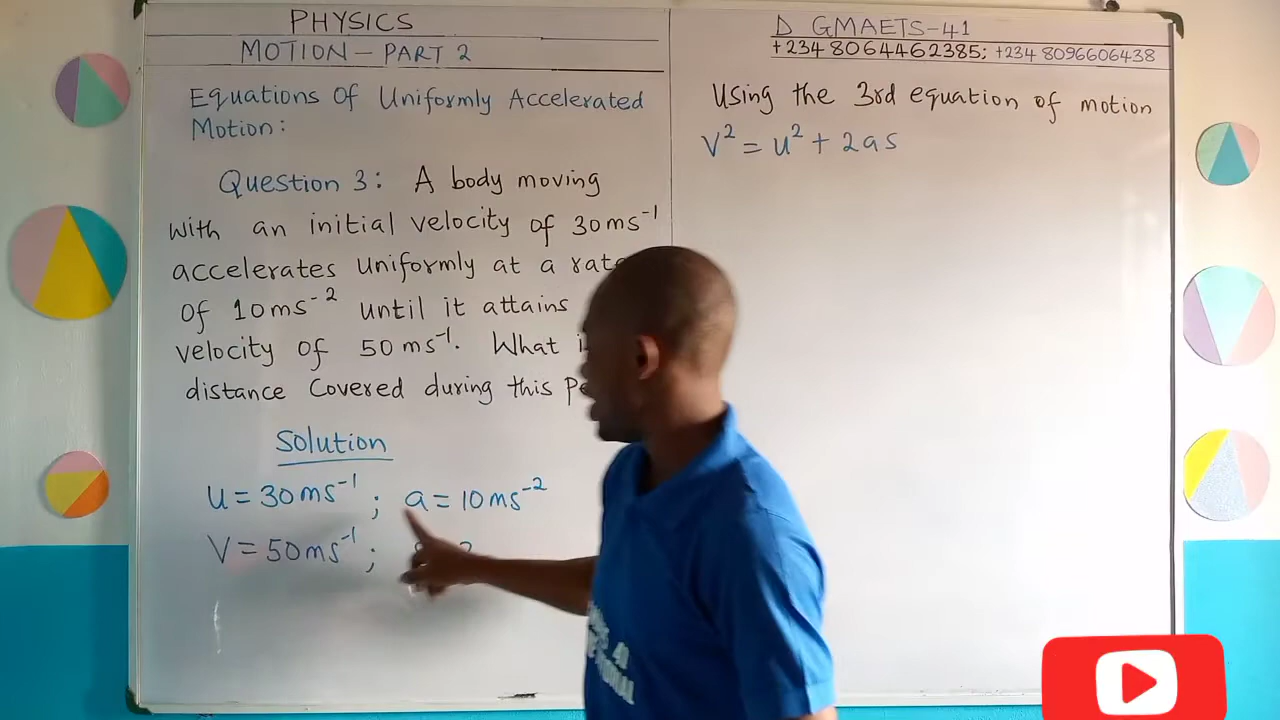 PHYSICS
MOTION – PART 2
Equations Of Uniformly Accelerated
Motion:
Question 3: A body moving
with an initial velocity of 30ms⁻¹
accelerates uniformly at a
of 10ms⁻² until it attains
velocity of 50ms⁻¹. What
distance Covered during this
Solution
u = 30ms⁻¹ ; a = 10ms⁻²
V = 50ms⁻¹ ;
D GMAETS-41
+234 8064462385; +234 8096606438
Using the 3rd equation of motion
V² = u² + 2as